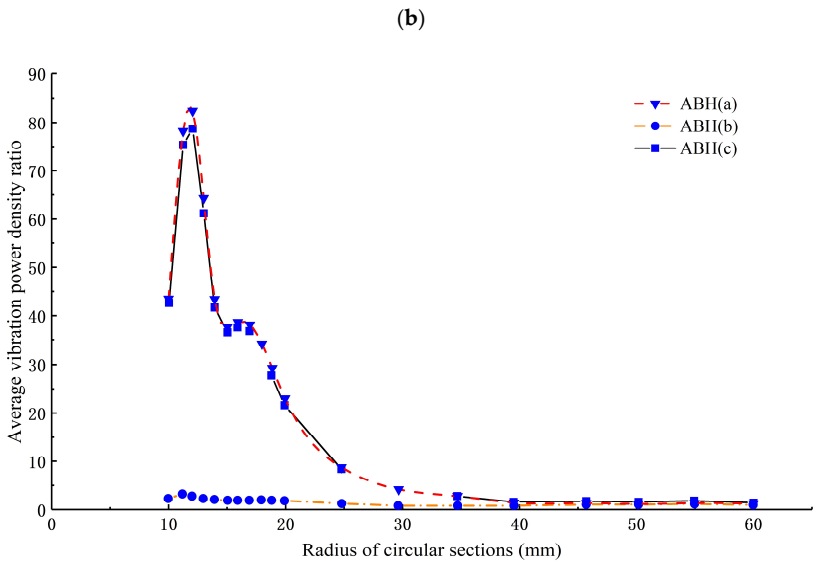 (b)
90
80
70
60
50
40
30
20
10
0
Average vibration power density ratio
ABH(a)
ABH(b)
ABH(c)
0 10 20 30 40 50 60
Radius of circular sections (mm)